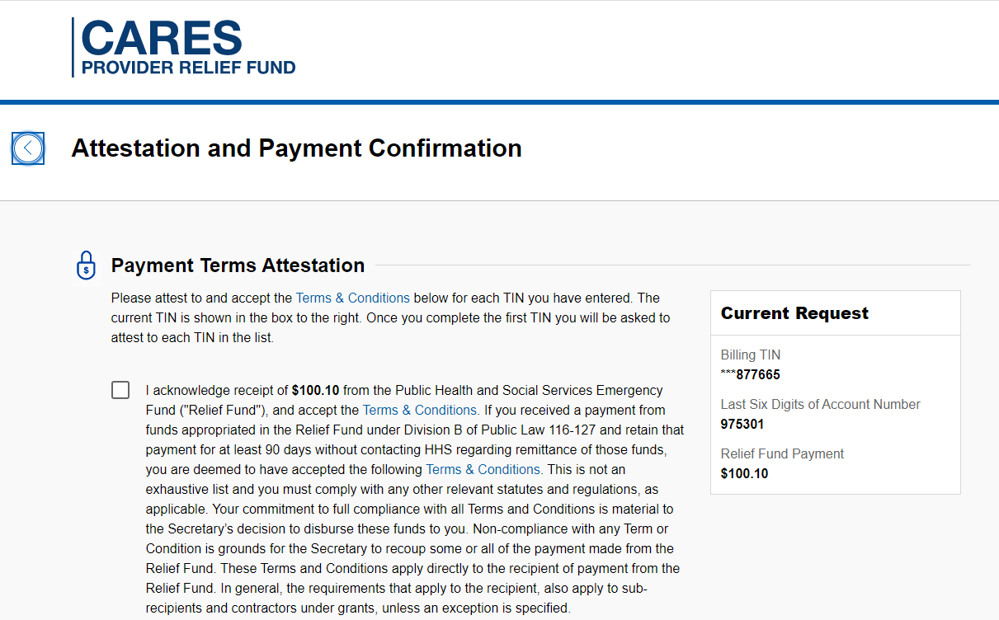 CARES
PROVIDER RELIEF FUND
Attestation and Payment Confirmation
Payment Terms Attestation
Please attest to and accept the Terms & Conditions below for each TIN you have entered. The
current TIN is shown in the box to the right. Once you complete the first TIN you will be asked to
attest to each TIN in the list.
I acknowledge receipt of $100.10 from the Public Health and Social Services Emergency
Fund ("Relief Fund"), and accept the Terms & Conditions. If you received a payment from
funds appropriated in the Relief Fund under Division B of Public Law 116-127 and retain that
payment for at least 90 days without contacting HHS regarding remittance of those funds,
you are deemed to have accepted the following Terms & Conditions. This is not an
exhaustive list and you must comply with any other relevant statutes and regulations, as
applicable. Your commitment to full compliance with all Terms and Conditions is material to
the Secretary's decision to disburse these funds to you. Non-compliance with any Term or
Condition is grounds for the Secretary to recoup some or all of the payment made from the
Relief Fund. These Terms and Conditions apply directly to the recipient of payment from the
Relief Fund. In general, the requirements that apply to the recipient, also apply to sub-
recipients and contractors under grants, unless an exception is specified.
Current Request
Billing TIN
***877665
Last Six Digits of Account Number
975301
Relief Fund Payment
$100.10